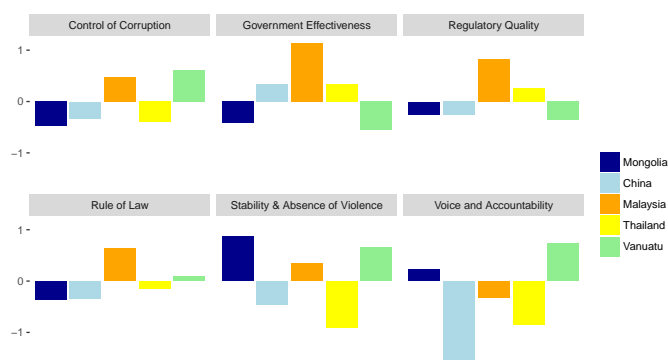 Control of Corruption
Government Effectiveness
Regulatory Quality
1
0
−1
Rule of Law
Stability & Absence of Violence
Voice and Accountability
1
0
−1
Mongolia
China
Malaysia
Thailand
Vanuatu